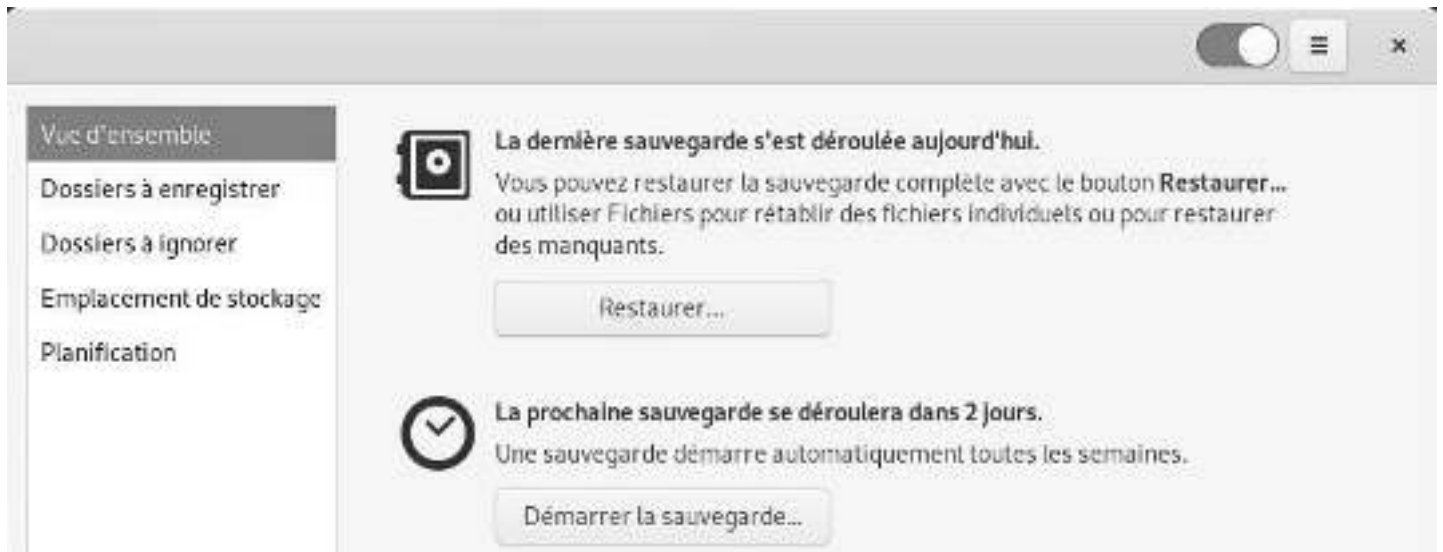 Vue d'ensemble
Dossiers à enregistrer
Dossiers à ignorer
Emplacement de stockage
Planification
La dernière sauvegarde s'est déroulée aujourd'hui.
Vous pouvez restaurer la sauvegarde complète avec le bouton Restaurer...
ou utiliser Fichiers pour rétablir des fichiers individuels ou pour restaurer
des manquants.
Restaurer...
La prochaine sauvegarde se déroulera dans 2 jours.
Une sauvegarde démarre automatiquement toutes les semaines.
Démarrer la sauvegarde...